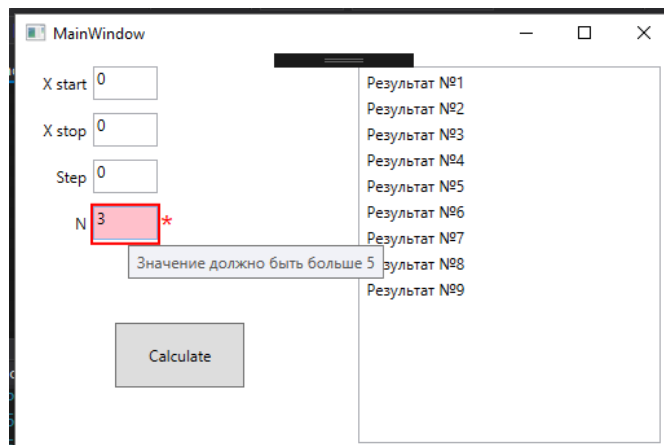 MainWindow
X start 0
X stop 0
Step 0
N 3 *
Значение должно быть больше 5
Calculate
Результат №1
Результат №2
Результат №3
Результат №4
Результат №5
Результат №6
Результат №7
Результат №8
Результат №9